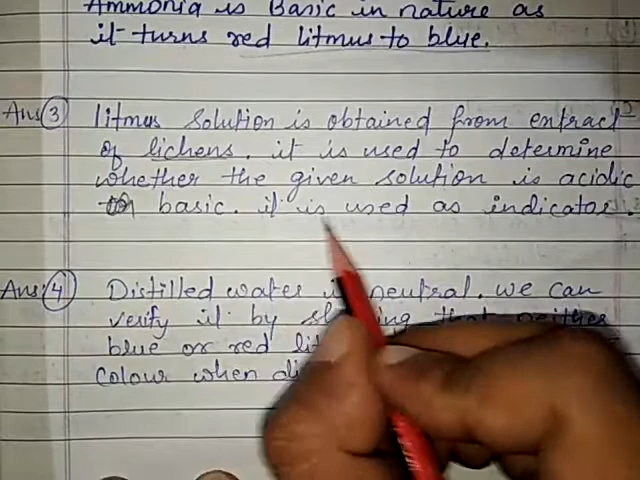 Ammonia is Basic in nature as
it turns red litmus to blue.
Ans 3 litmus solution is obtained from extract
of lichens. it is used to determine
whether the given solution is acidic
or basic. it is used as indicator.
Ans: 4 Distilled water is neutral. we can
verify it by that neither
blue or red
Colour when